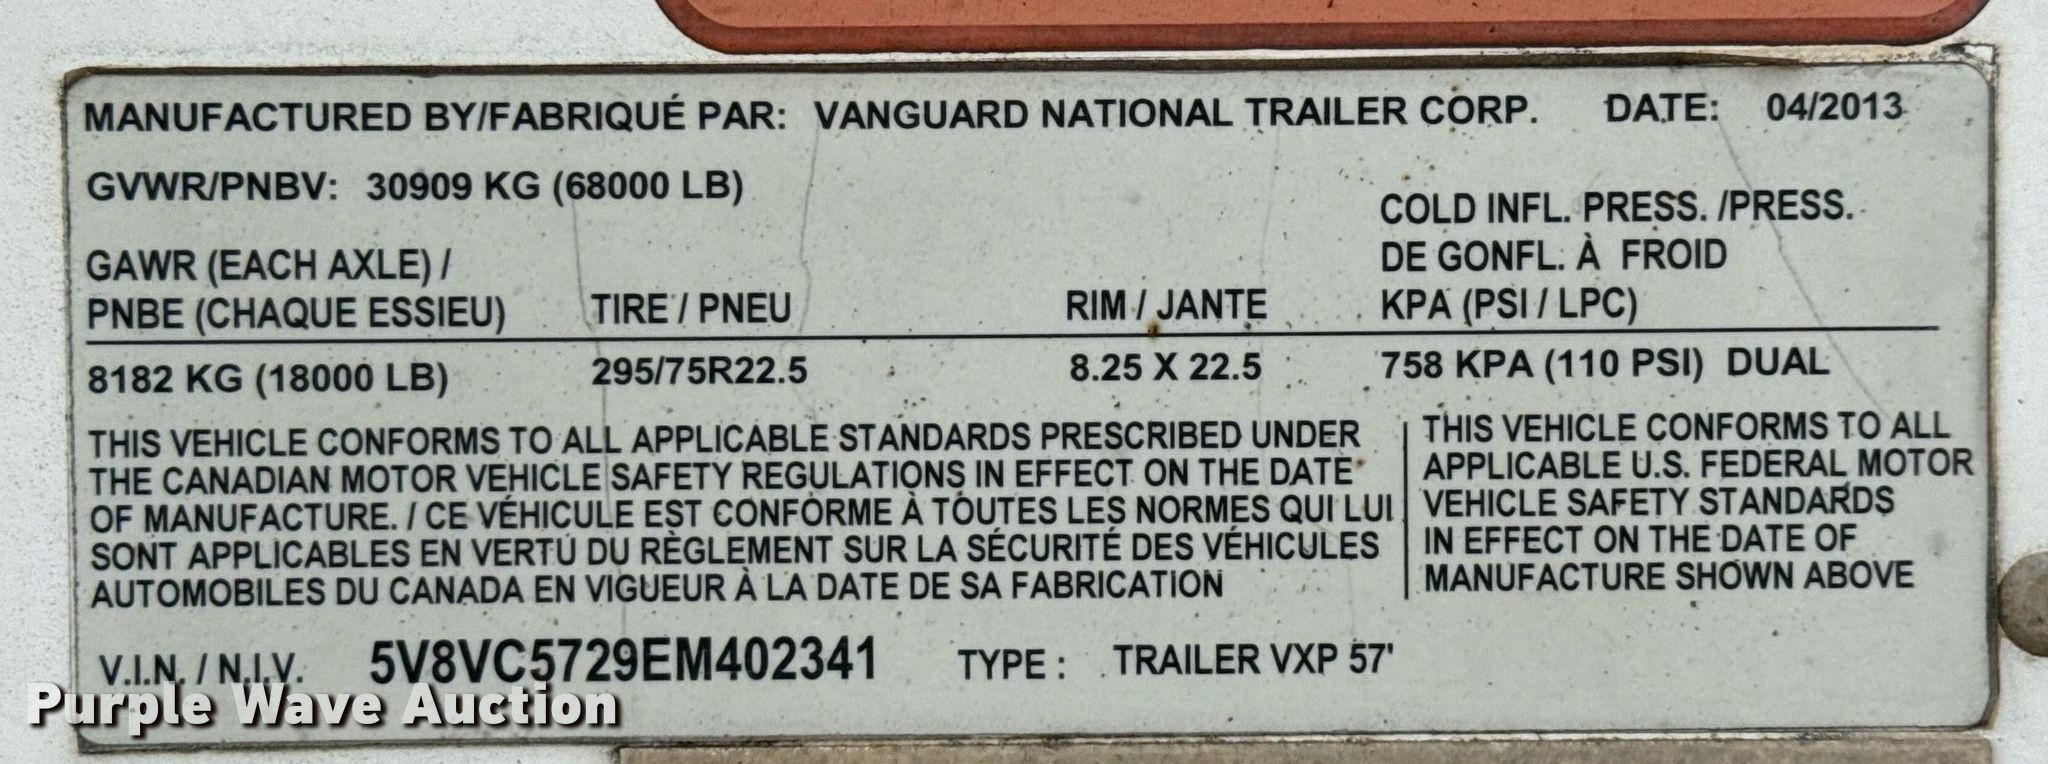 MANUFACTURED BY/FABRIQUÉ PAR: VANGUARD NATIONAL TRAILER CORP. DATE: 04/2013
GVWR/PNBV: 30909 KG (68000 LB)
COLD INFL. PRESS. /PRESS.
DE GONFL. À FROID
KPA (PSI / LPC)
GAWR (EACH AXLE) /
PNBE (CHAQUE ESSIEU) TIRE / PNEU RIM / JANTE
8182 KG (18000 LB) 295/75R22.5 8.25 X 22.5 758 KPA (110 PSI) DUAL
THIS VEHICLE CONFORMS TO ALL APPLICABLE STANDARDS PRESCRIBED UNDER
THE CANADIAN MOTOR VEHICLE SAFETY REGULATIONS IN EFFECT ON THE DATE
OF MANUFACTURE. / CE VÉHICULE EST CONFORME À TOUTES LES NORMES QUI LUI
SONT APPLICABLES EN VERTU DU RÈGLEMENT SUR LA SÉCURITÉ DES VÉHICULES
AUTOMOBILES DU CANADA EN VIGUEUR À LA DATE DE SA FABRICATION
THIS VEHICLE CONFORMS TO ALL
APPLICABLE U.S. FEDERAL MOTOR
VEHICLE SAFETY STANDARDS
IN EFFECT ON THE DATE OF
MANUFACTURE SHOWN ABOVE
V.I.N. / N.I.V. 5V8VC5729EM402341 TYPE : TRAILER VXP 57'
Purple Wave Auction